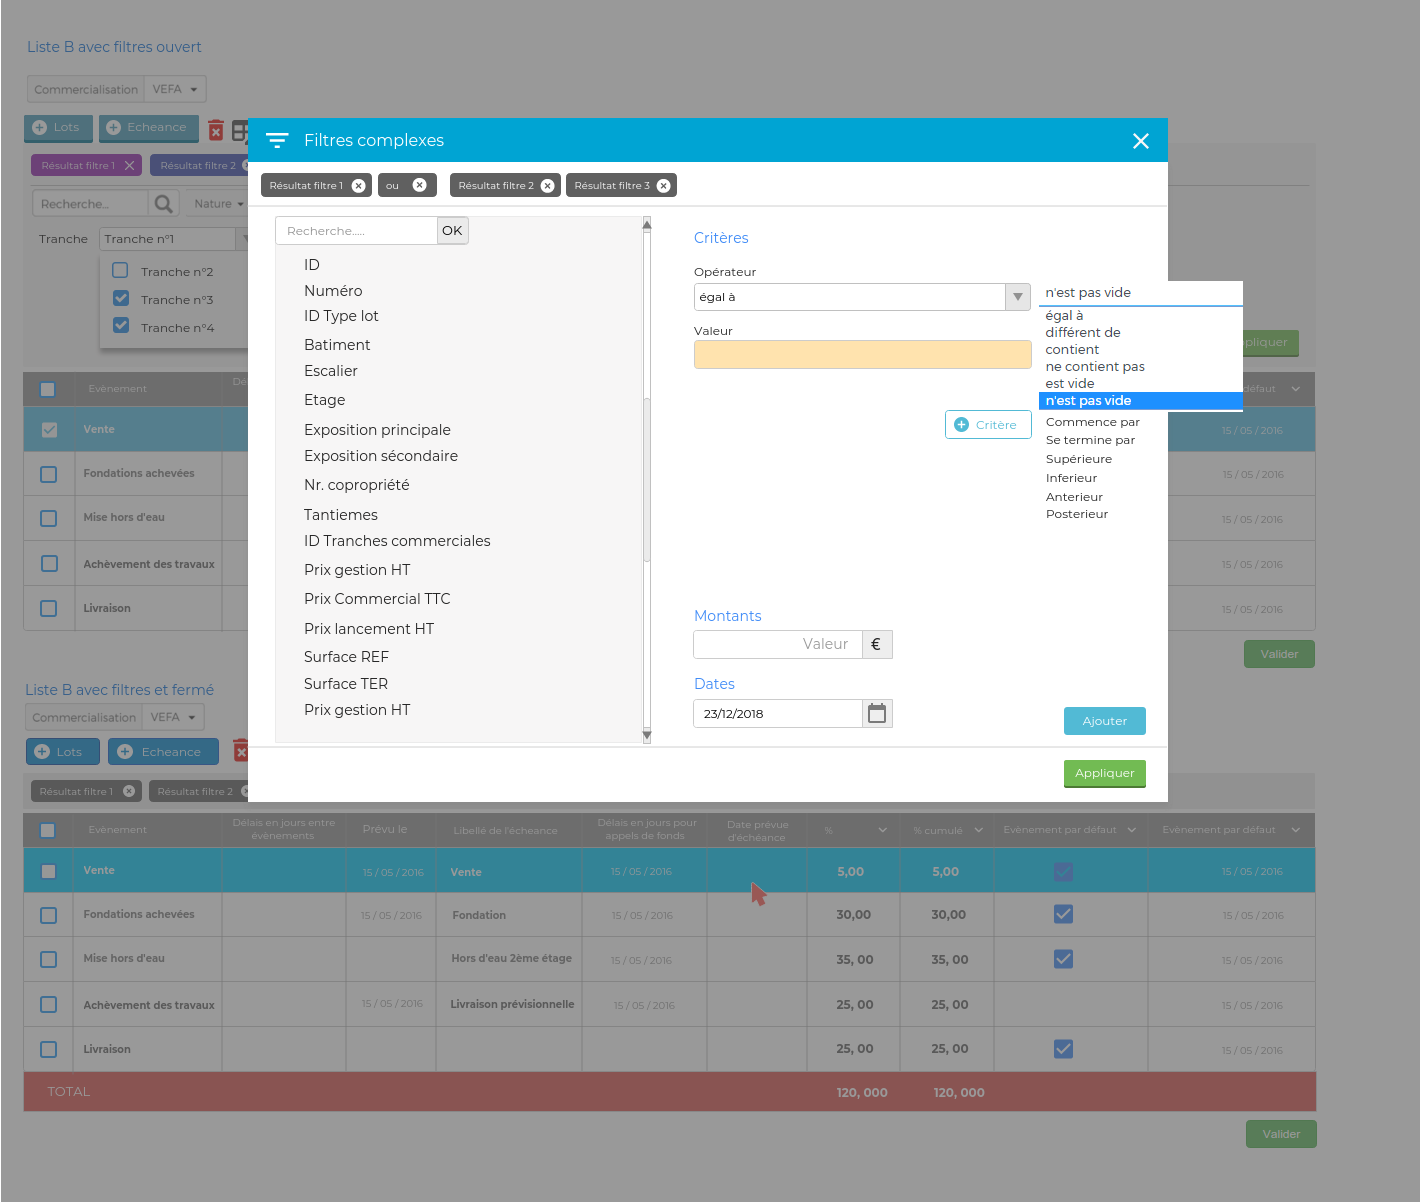 Liste B avec filtres ouvert
Commercialisation VEFA
Lots Echeance
Filtres complexes
Résultat filtre 1 Résultat filtre 2
Résultat filtre 1 ou Résultat filtre 2 Résultat filtre 3
Recherche... Nature
Tranche Tranche n°1
Tranche n°2
Tranche n°3
Tranche n°4
Recherche..... OK
ID
Numéro
ID Type lot
Batiment
Escalier
Etage
Exposition principale
Exposition sécondaire
Nr. copropriété
Tantiemes
ID Tranches commerciales
Prix gestion HT
Prix Commercial TTC
Prix lancement HT
Surface REF
Surface TER
Prix gestion HT
Critères
Opérateur
égal à
Valeur
Critère
n'est pas vide
égal à
différent de
contient
ne contient pas
est vide
n'est pas vide
Commence par
Se termine par
Supérieure
Inferieur
Anterieur
Posterieur
Montants
Valeur €
Dates
23/12/2018
Ajouter
Appliquer
pliquer
Evènement Dé défaut
Vente 15 / 05 / 2016
Fondations achevées 15 / 05 / 2016
Mise hors d'eau 15 / 05 / 2016
Achèvement des travaux 15 / 05 / 2016
Livraison 15 / 05 / 2016
Valider
Liste B avec filtres et fermé
Commercialisation VEFA
Lots Echeance
Résultat filtre 1 Résultat filtre 2
Evènement Délais en jours entre évènements Prévu le Libellé de l'écheance Délais en jours pour appels de fonds Date prévue d'échéance % % cumulé Evènement par défaut Evènement par défaut
Vente 15 / 05 / 2016 Vente 15 / 05 / 2016 5,00 5,00 15 / 05 / 2016
Fondations achevées 15 / 05 / 2016 Fondation 15 / 05 / 2016 30,00 30,00 15 / 05 / 2016
Mise hors d'eau Hors d'eau 2ème étage 15 / 05 / 2016 35, 00 35, 00 15 / 05 / 2016
Achèvement des travaux 15 / 05 / 2016 Livraison prévisionnelle 15 / 05 / 2016 25, 00 25, 00 15 / 05 / 2016
Livraison 25, 00 25, 00 15 / 05 / 2016
TOTAL 120, 000 120, 000
Valider